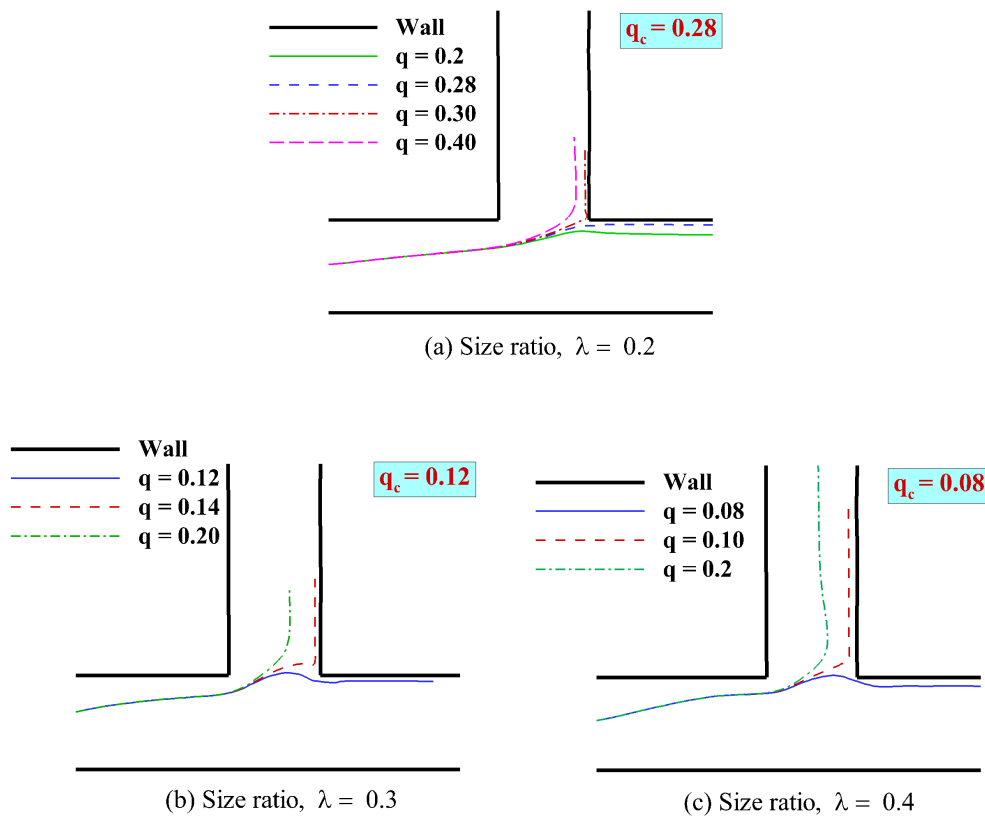 Wall
q = 0.2
q = 0.28
q = 0.30
q = 0.40
qc = 0.28
(a) Size ratio, λ = 0.2
Wall
q = 0.12
q = 0.14
q = 0.20
qc = 0.12
(b) Size ratio, λ = 0.3
Wall
q = 0.08
q = 0.10
q = 0.2
qc = 0.08
(c) Size ratio, λ = 0.4